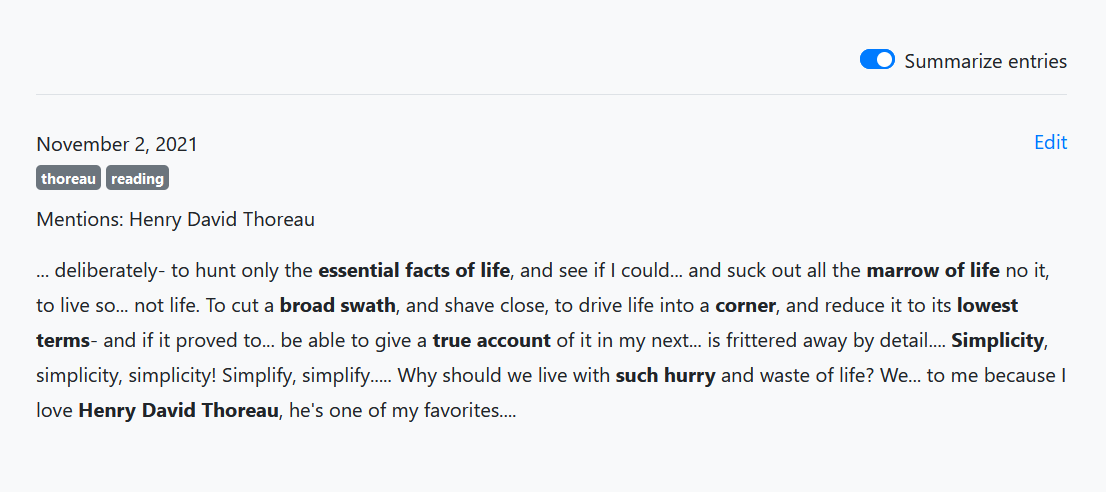 Summarize entries
November 2, 2021
Edit
thoreau reading
Mentions: Henry David Thoreau
... deliberately- to hunt only the essential facts of life, and see if I could... and suck out all the marrow of life no it,
to live so... not life. To cut a broad swath, and shave close, to drive life into a corner, and reduce it to its lowest
terms- and if it proved to... be able to give a true account of it in my next... is frittered away by detail.... Simplicity,
simplicity, simplicity! Simplify, simplify..... Why should we live with such hurry and waste of life? We... to me because I
love Henry David Thoreau, he's one of my favorites....